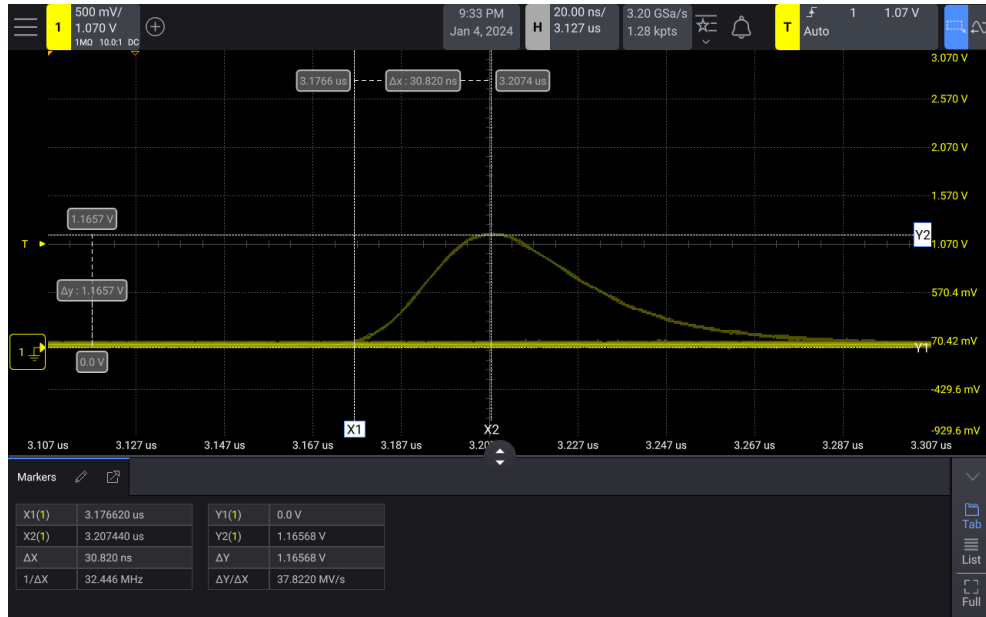 1
500 mV/
1.070 V
1MΩ 10.0:1 DC
9:33 PM
Jan 4, 2024
H
20.00 ns/
3.127 us
3.20 GSa/s
1.28 kpts
T
1 1.07 V
Auto
3.070 V
3.1766 us
Δx : 30.820 ns
3.2074 us
2.570 V
2.070 V
1.570 V
1.1657 V
Y2
T
1.070 V
Δy : 1.1657 V
570.4 mV
1
70.42 mV
Y1
0.0 V
-429.6 mV
X1
X2
-929.6 mV
3.107 us
3.127 us
3.147 us
3.167 us
3.187 us
3.227 us
3.247 us
3.267 us
3.287 us
3.307 us
Markers
X1(1) 3.176620 us
X2(1) 3.207440 us
ΔX 30.820 ns
1/ΔX 32.446 MHz
Y1(1) 0.0 V
Y2(1) 1.16568 V
ΔY 1.16568 V
ΔY/ΔX 37.8220 MV/s
Tab
List
Full